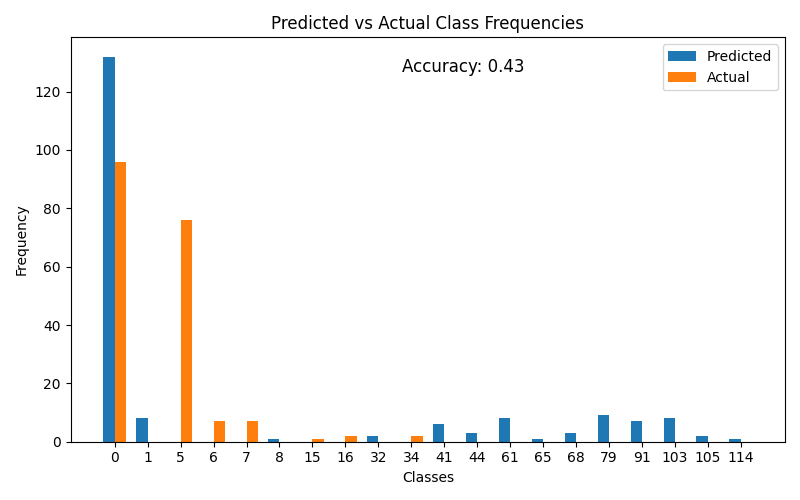 Predicted vs Actual Class Frequencies
Accuracy: 0.43
Predicted
Actual
Frequency
120
100
80
60
40
20
0
0 1 5 6 7 8 15 16 32 34 41 44 61 65 68 79 91 103 105 114
Classes